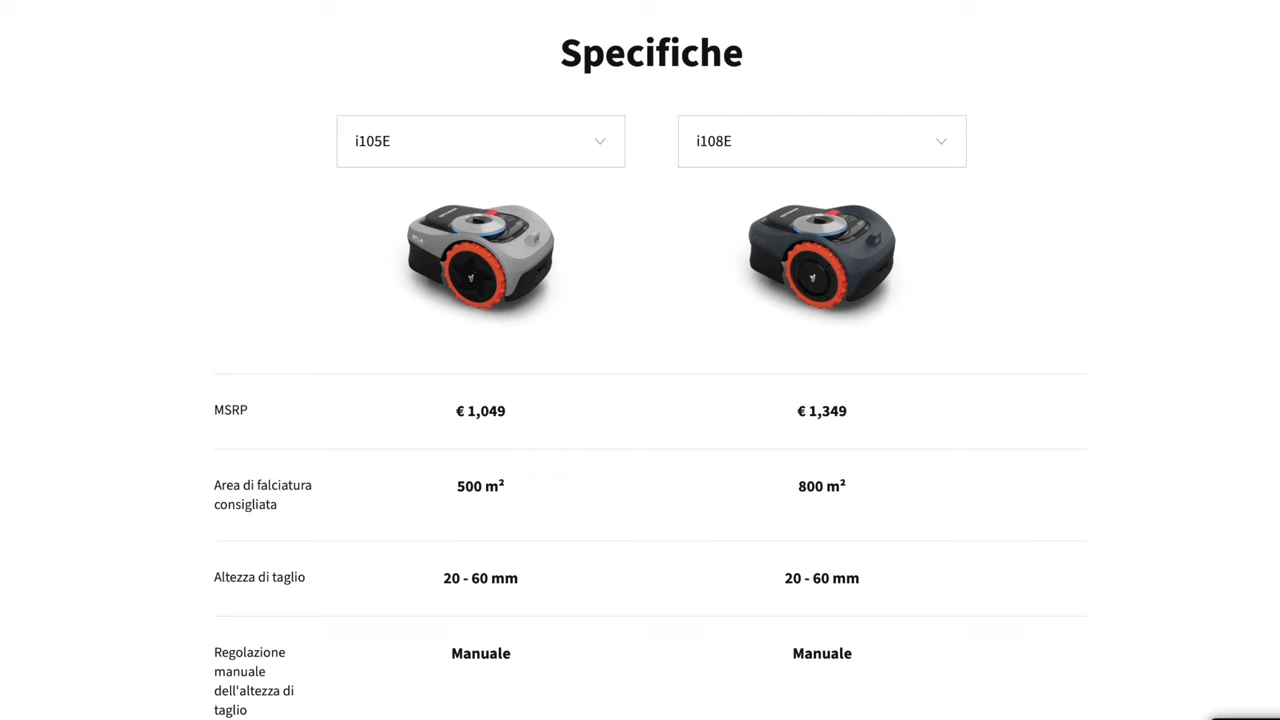 Specifiche
i105E
i108E
MSRP
€ 1,049
€ 1,349
Area di falciatura
consigliata
500 m²
800 m²
Altezza di taglio
20 - 60 mm
20 - 60 mm
Regolazione
manuale
dell'altezza di
taglio
Manuale
Manuale